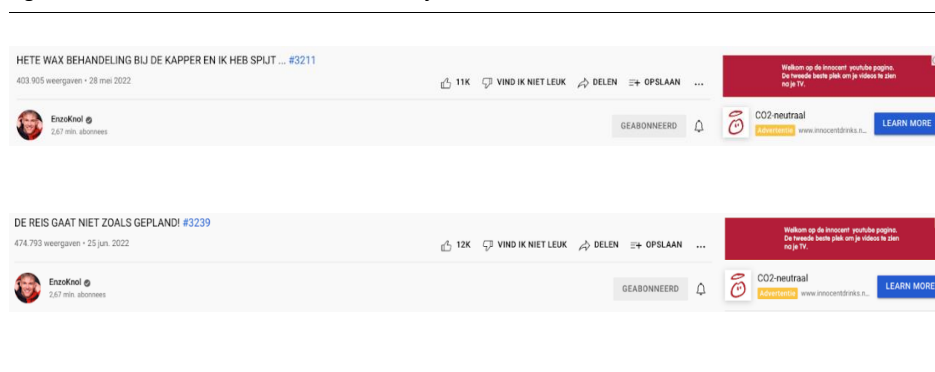 HETE WAX BEHANDELING BIJ DE KAPPER EN IK HEB SPIJT ... #3211
403.905 weergaven • 28 mei 2022
11K VIND IK NIET LEUK DELEN OPSLAAN ...
EnzoKnol
2,67 mln. abonnees
GEABONNEERD
Welkom op de innocent youtube pagina.
De tweede beste plek om je videos te zien
na je TV.
CO2-neutraal
Advertentie www.innocentdrinks.n...
LEARN MORE
DE REIS GAAT NIET ZOALS GEPLAND! #3239
474.793 weergaven • 25 jun. 2022
12K VIND IK NIET LEUK DELEN OPSLAAN ...
EnzoKnol
2,67 mln. abonnees
GEABONNEERD
Welkom op de innocent youtube pagina.
De tweede beste plek om je videos te zien
na je TV.
CO2-neutraal
Advertentie www.innocentdrinks.n...
LEARN MORE